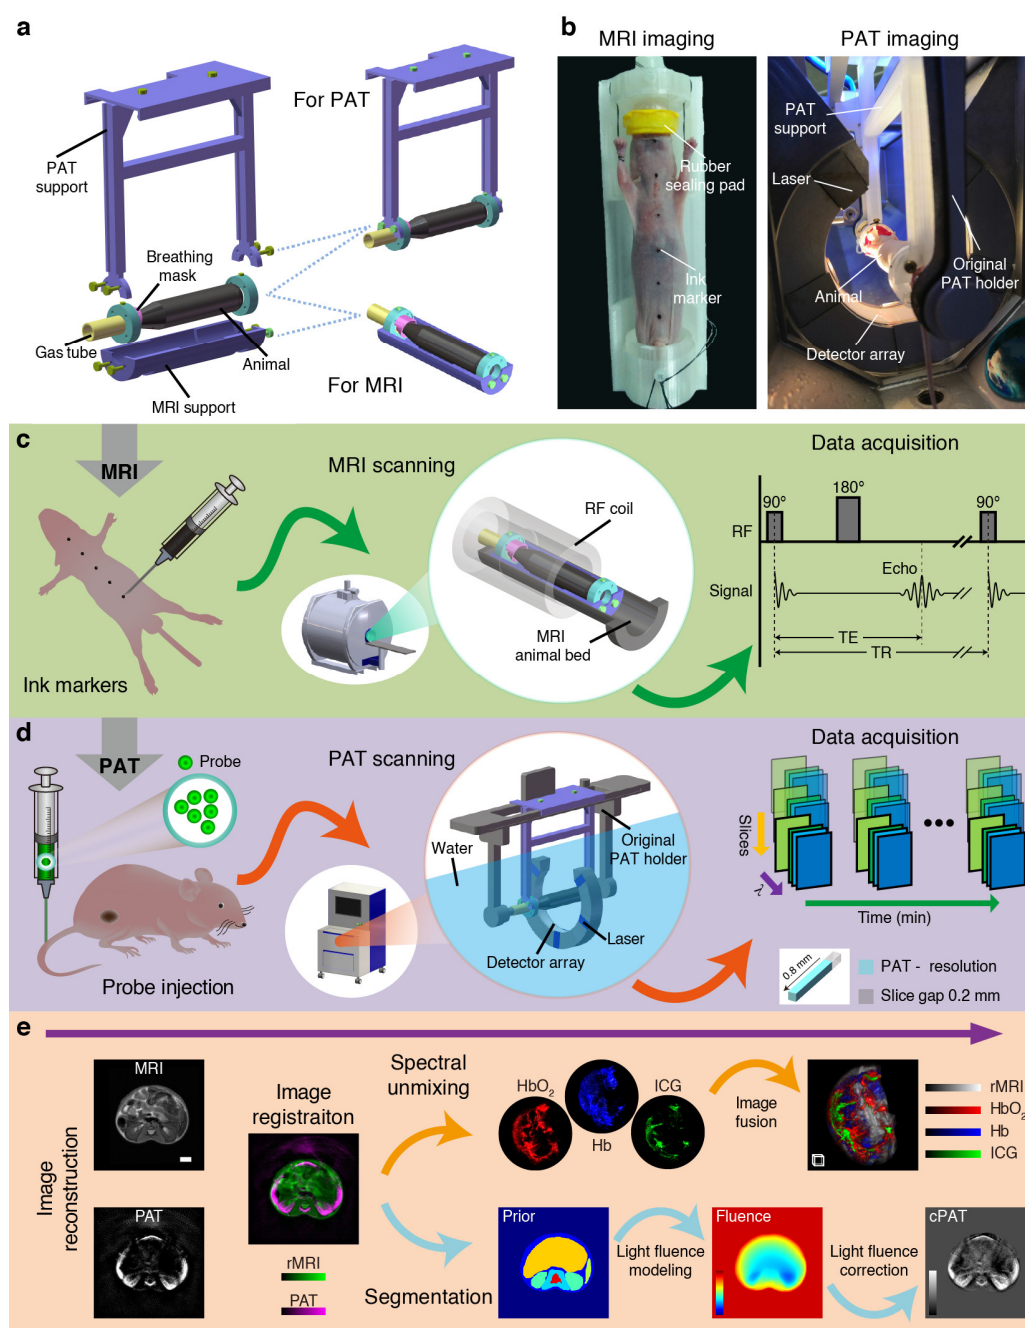 a
For PAT
PAT
support
Breathing
mask
Gas tube
Animal
MRI support
For MRI
b
MRI imaging
PAT imaging
Rubber
sealing pad
Ink
marker
PAT
support
Laser
Animal
Original
PAT holder
Detector array
c
MRI
MRI scanning
Data acquisition
RF coil
MRI
animal bed
Ink markers
90°
180°
90°
RF
Echo
Signal
TE
TR
d
PAT
Probe
PAT scanning
Data acquisition
Water
Original
PAT holder
Laser
Detector array
Probe injection
Slices
λ
Time (min)
0.8 mm
PAT - resolution
Slice gap 0.2 mm
e
Image
reconstruction
MRI
PAT
Image
registraiton
rMRI
PAT
Spectral
unmixing
HbO2
Hb
ICG
Image
fusion
rMRI
HbO2
Hb
ICG
Segmentation
Prior
Light fluence
modeling
Fluence
Light fluence
correction
cPAT